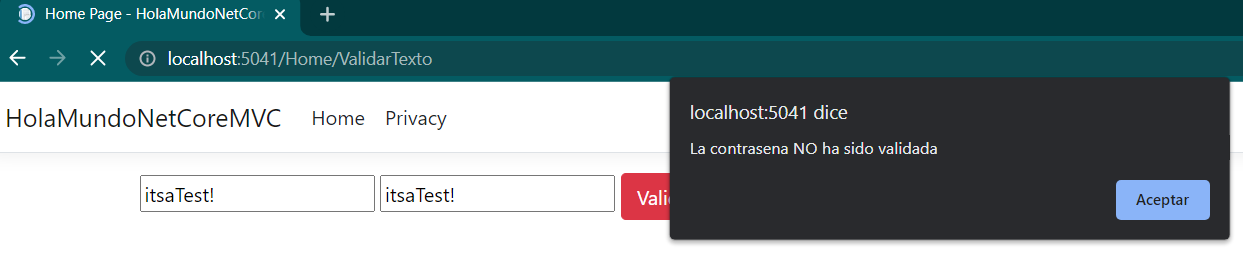 Home Page - HolaMundoNetCor
localhost:5041/Home/ValidarTexto
HolaMundoNetCoreMVC Home Privacy
localhost:5041 dice
La contrasena NO ha sido validada
Aceptar
itsaTest! itsaTest!